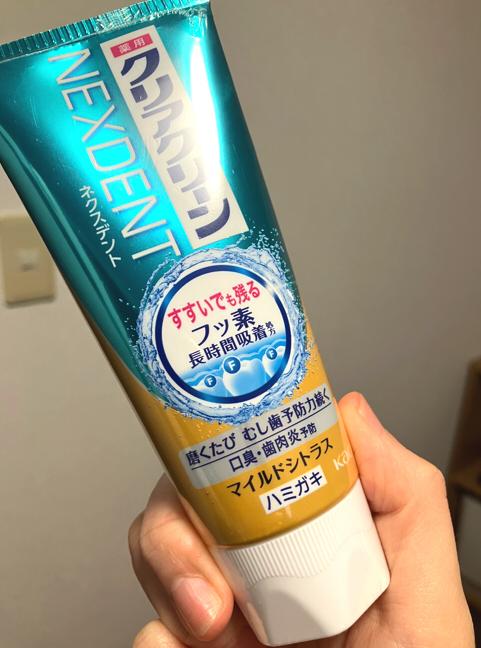 薬用
クリアクリーン
NEXDENT
ネクスデント
すすいでも残る
フッ素
長時間吸着処方
F F F
磨くたび むし歯予防力続く
口臭・歯肉炎予防
マイルドシトラス
ハミガキ